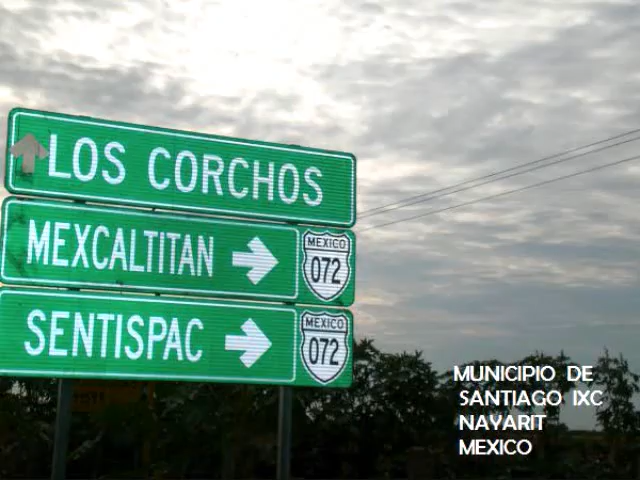 LOS CORCHOS
MEXCALTITAN
MEXICO
072
SENTISPAC
MEXICO
072
MUNICIPIO DE
SANTIAGO IXC
NAYARIT
MEXICO